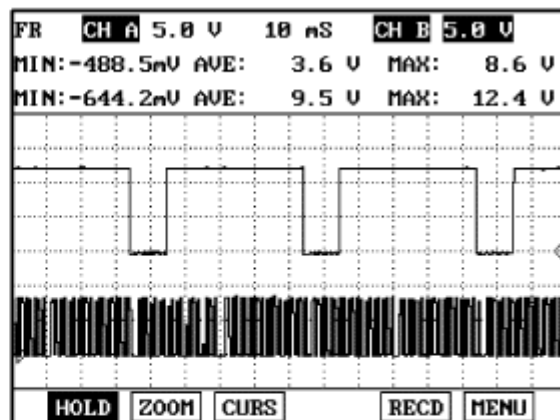 FR CH A 5.0 V 10 mS CH B 5.0 V
MIN:-488.5mV AVE: 3.6 V MAX: 8.6 V
MIN:-644.2mV AVE: 9.5 V MAX: 12.4 V
HOLD ZOOM CURS RECD MENU